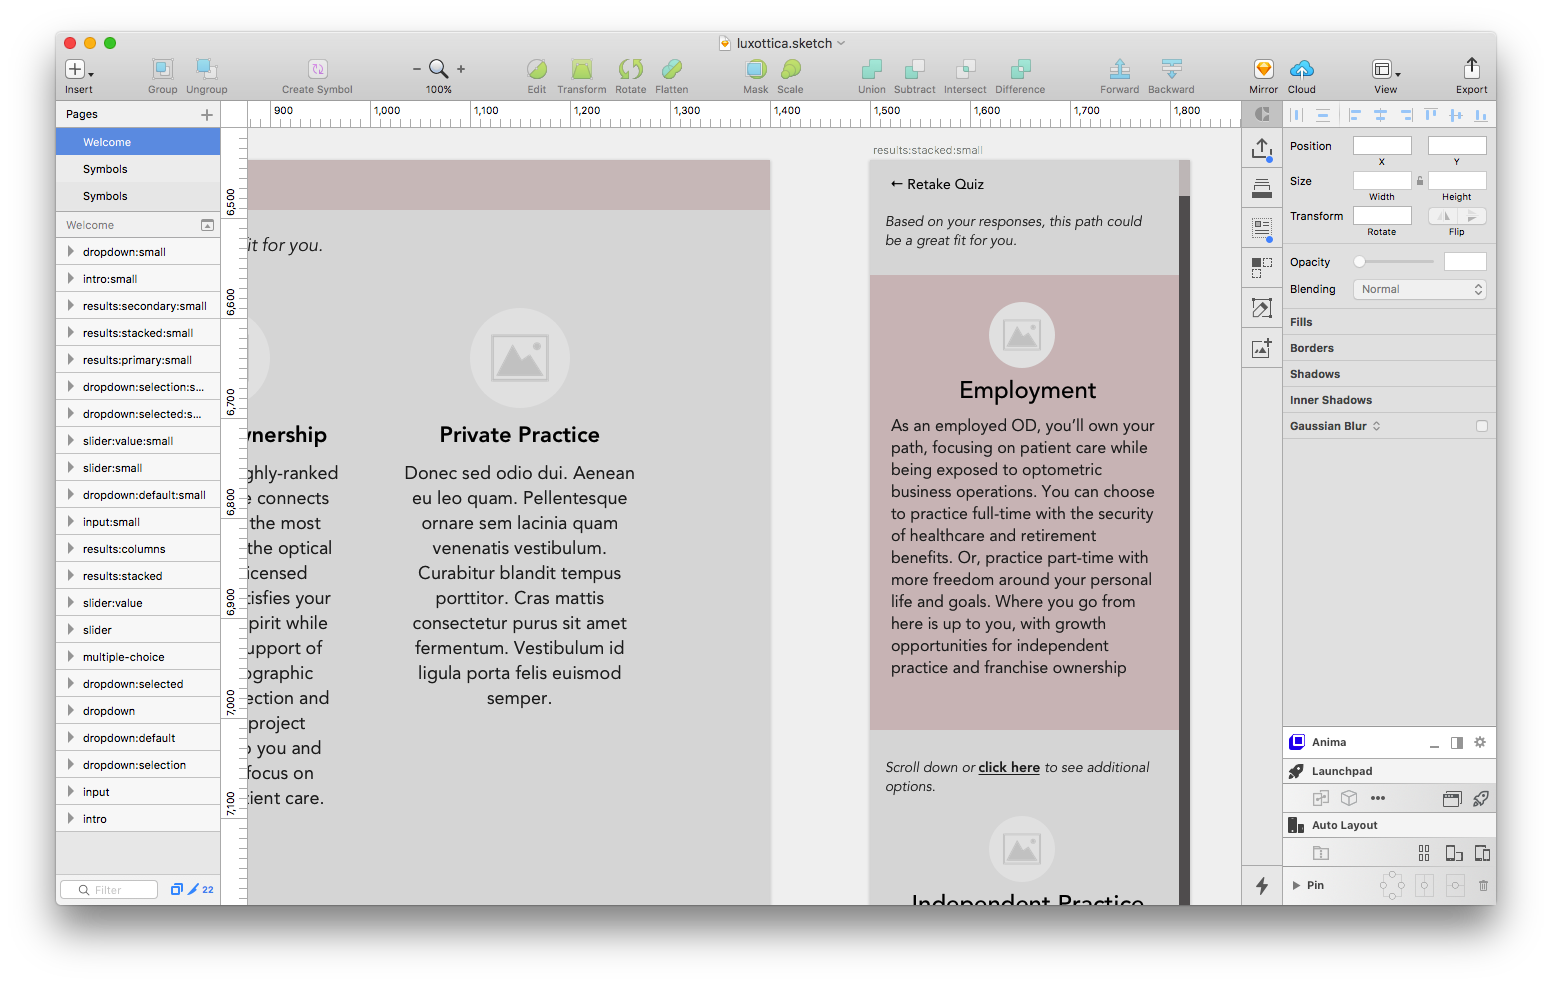 luxottica.sketch
Insert
Group
Ungroup
Create Symbol
100%
Edit
Transform
Rotate
Flatten
Mask
Scale
Union
Subtract
Intersect
Difference
Forward
Backward
Mirror
Cloud
View
Export
Pages
Welcome
Symbols
Symbols
Welcome
dropdown:small
intro:small
results:secondary:small
results:stacked:small
results:primary:small
dropdown:selection:s...
dropdown:selected:s...
slider:value:small
slider:small
dropdown:default:small
input:small
results:columns
results:stacked
slider:value
slider
multiple-choice
dropdown:selected
dropdown
dropdown:default
dropdown:selection
input
intro
Filter
22
900
1,000
1,100
1,200
1,300
1,400
1,500
1,600
1,700
1,800
6,500
6,600
6,700
6,800
6,900
7,000
7,100
it for you.
nership
ghly-ranked
e connects
the most
the optical
icensed
tisfies your
pirit while
upport of
ographic
ection and
project
o you and
focus on
tient care.
Private Practice
Donec sed odio dui. Aenean
eu leo quam. Pellentesque
ornare sem lacinia quam
venenatis vestibulum.
Curabitur blandit tempus
porttitor. Cras mattis
consectetur purus sit amet
fermentum. Vestibulum id
ligula porta felis euismod
semper.
results:stacked:small
← Retake Quiz
Based on your responses, this path could
be a great fit for you.
Employment
As an employed OD, you’ll own your
path, focusing on patient care while
being exposed to optometric
business operations. You can choose
to practice full-time with the security
of healthcare and retirement
benefits. Or, practice part-time with
more freedom around your personal
life and goals. Where you go from
here is up to you, with growth
opportunities for independent
practice and franchise ownership
Scroll down or click here to see additional
options.
Independent Practice
Position
X
Y
Size
Width
Height
Transform
Rotate
Flip
Opacity
Blending
Normal
Fills
Borders
Shadows
Inner Shadows
Gaussian Blur
Anima
Launchpad
Auto Layout
Pin